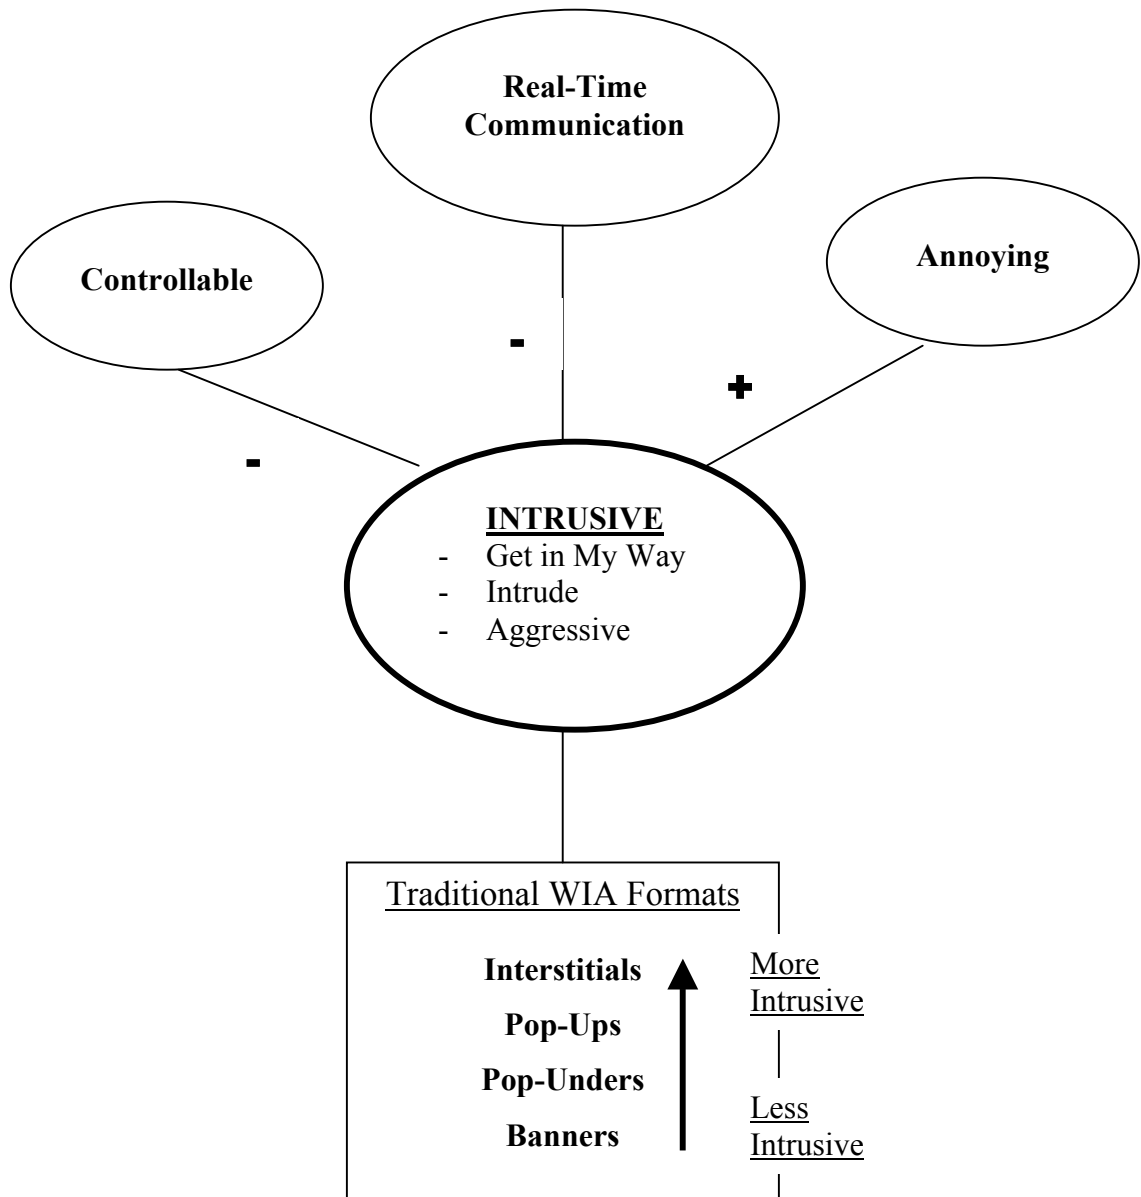 Real-Time
Communication
Annoying
Controllable
-
+
-
INTRUSIVE
- Get in My Way
- Intrude
- Aggressive
Traditional WIA Formats
Interstitials
More
Intrusive
Pop-Ups
Pop-Unders
Banners
Less
Intrusive